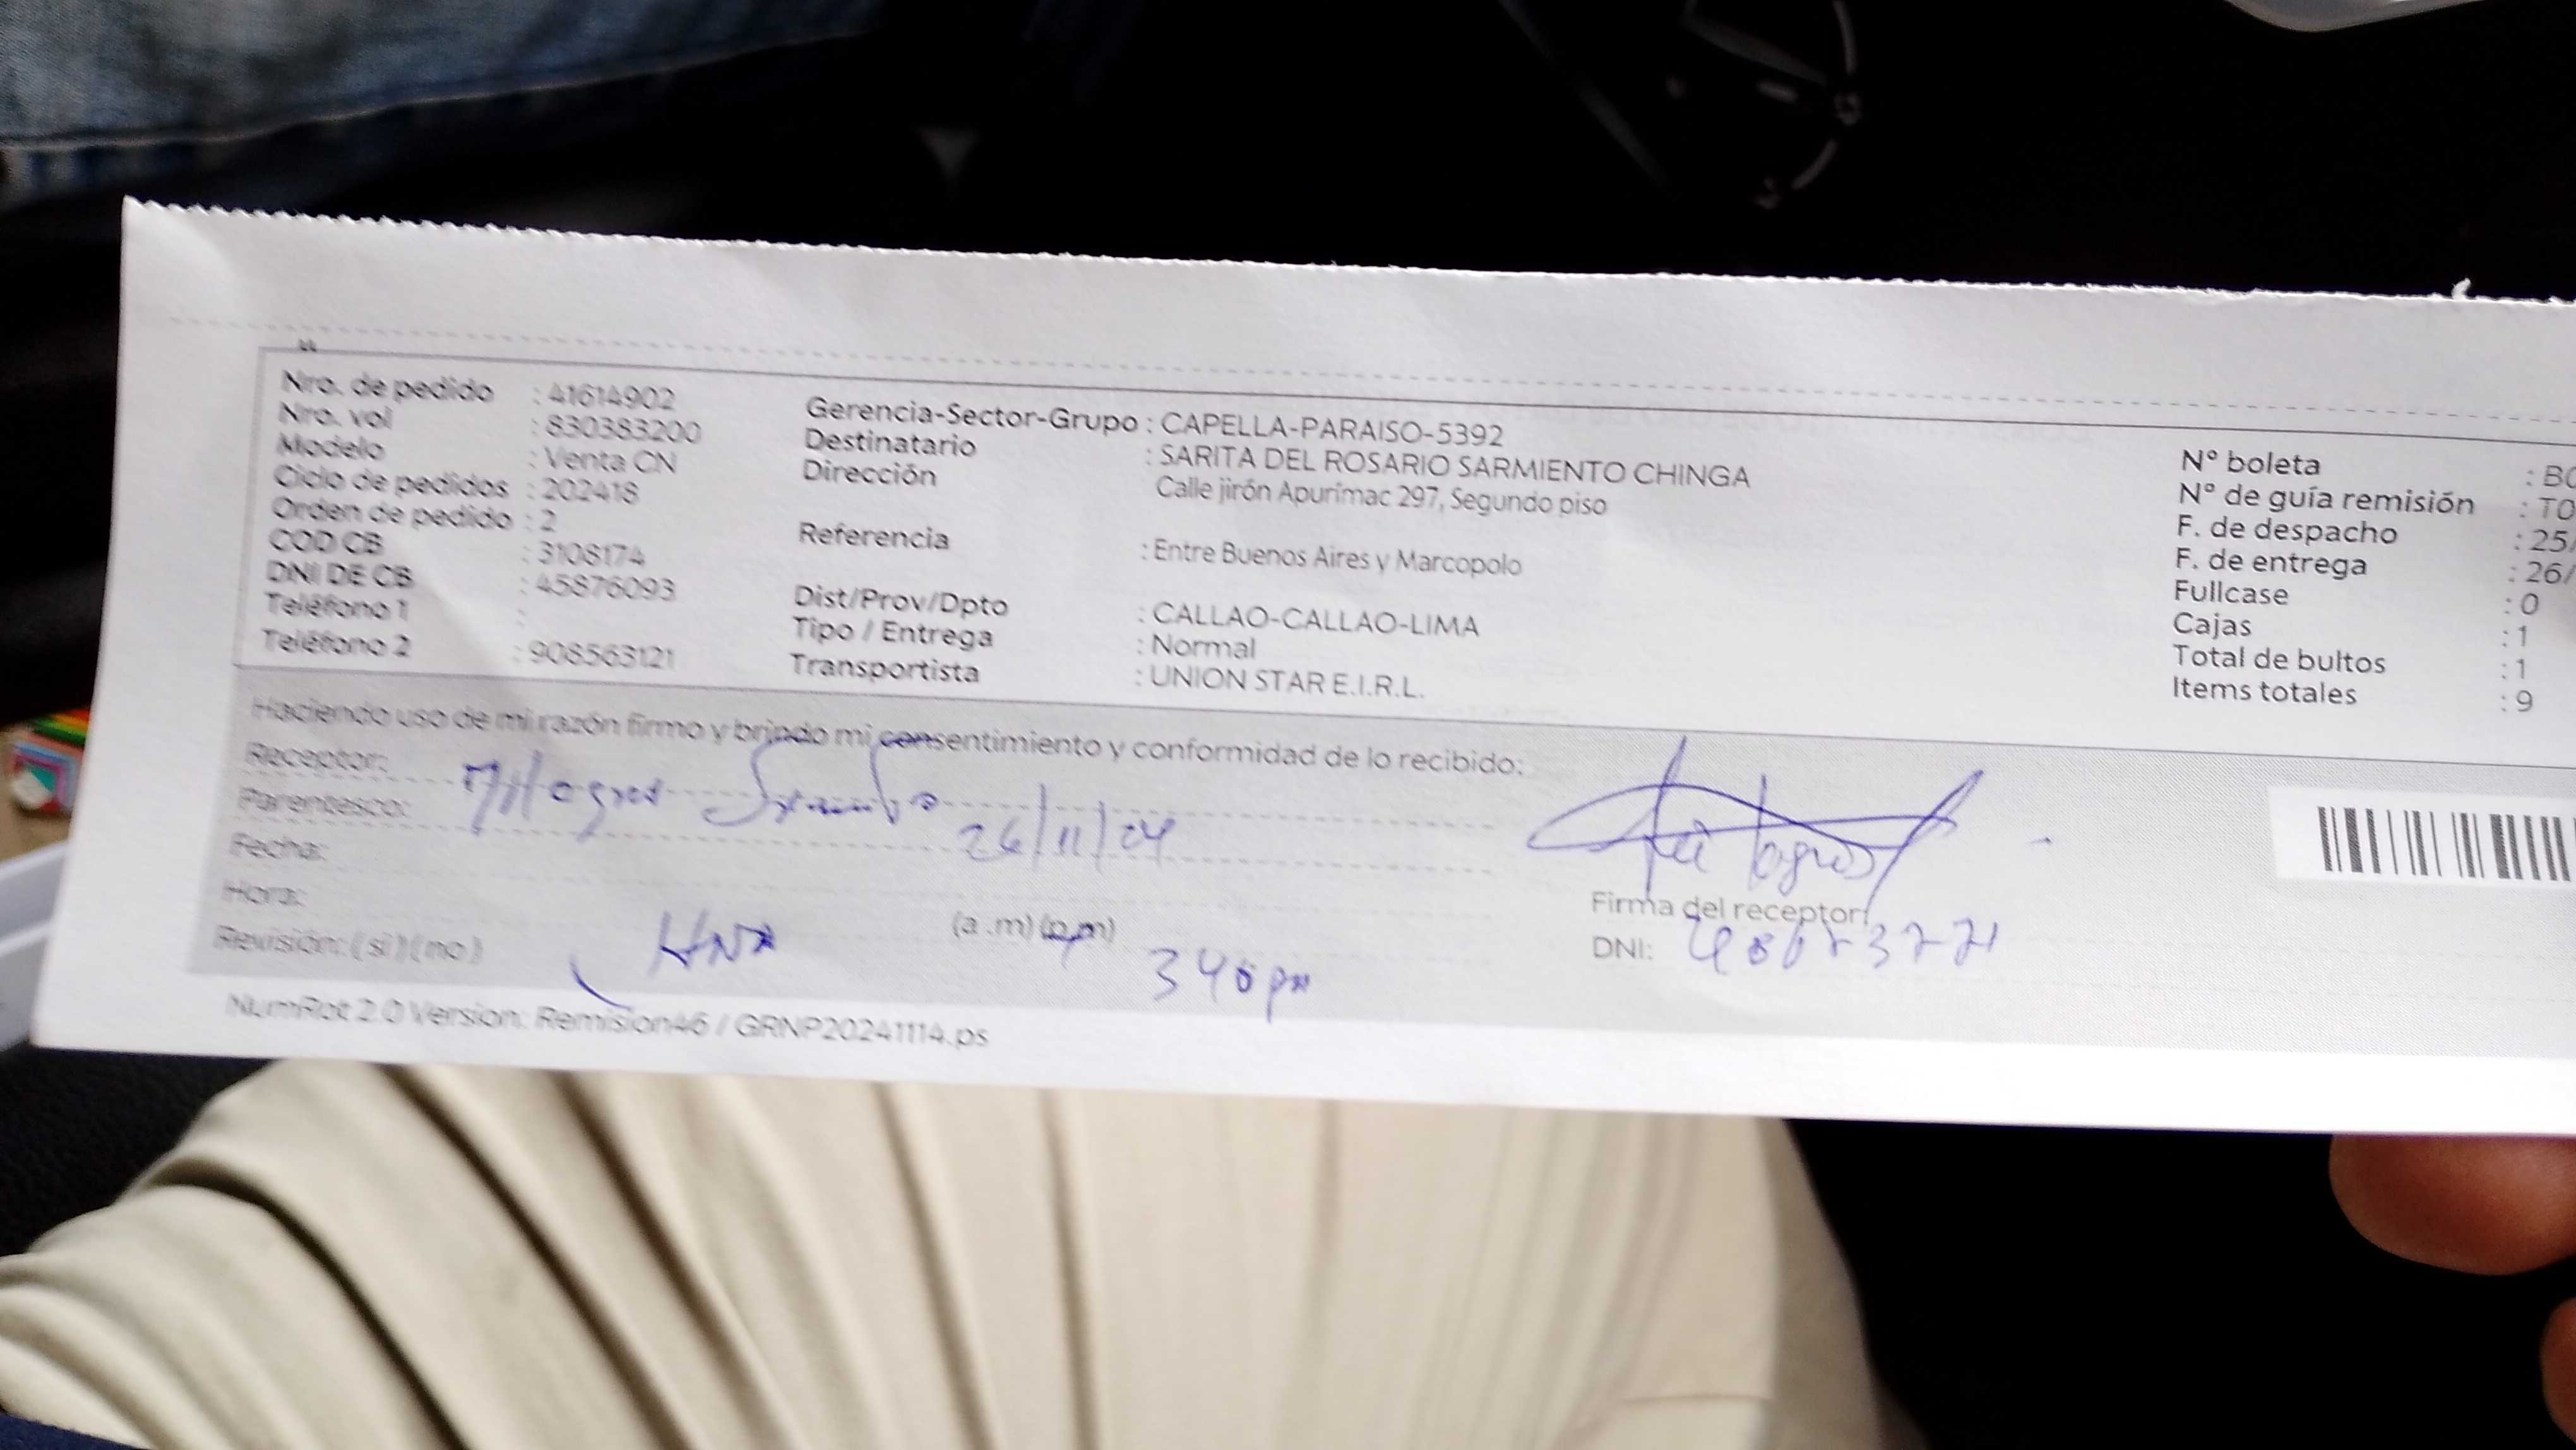 Nro. de pedido : 41614902
Nro. vol : 830383200
Modelo : Venta CN
Ciclo de pedidos : 202418
Orden de pedido : 2
COD CB : 3108174
DNI DE CB : 45876093
Teléfono 1 :
Teléfono 2 : 908563121
Gerencia-Sector-Grupo : CAPELLA-PARAISO-5392
Destinatario : SARITA DEL ROSARIO SARMIENTO CHINGA
Dirección Calle jirón Apurímac 297, Segundo piso
Referencia : Entre Buenos Aires y Marcopolo
Dist/Prov/Dpto : CALLAO-CALLAO-LIMA
Tipo / Entrega : Normal
Transportista : UNION STAR E.I.R.L.
N° boleta : B0
N° de guía remisión : T0
F. de despacho : 25/
F. de entrega : 26/
Fullcase : 0
Cajas : 1
Total de bultos : 1
Items totales : 9
Haciendo uso de mi razón firmo y brindo mi consentimiento y conformidad de lo recibido:
Receptor: Milagros
Parentesco:
Fecha: 26/11/24
Hora: (a .m) (p.m) 340 pm
Revisión: ( si ) ( no )
Firma del receptor:
DNI:
NumRot 2.0 Version: Remision46 / GRNP20241114.ps